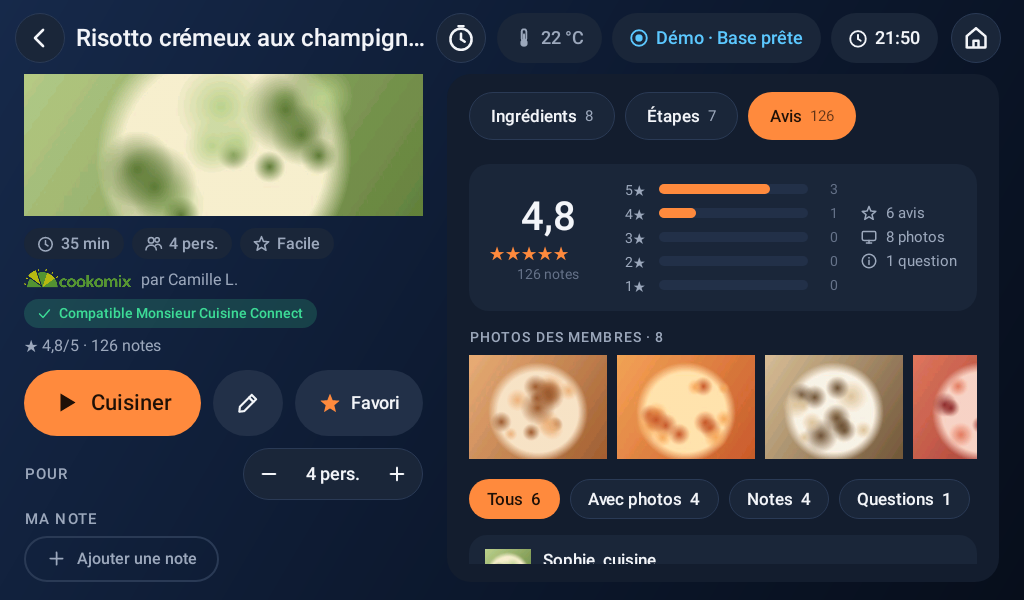 Risotto crémeux aux champign...
22 °C
Démo · Base prête
21:50
35 min
4 pers.
Facile
cookomix par Camille L.
Compatible Monsieur Cuisine Connect
★ 4,8/5 · 126 notes
Cuisiner
Favori
POUR
4 pers.
MA NOTE
Ajouter une note
Ingrédients 8
Étapes 7
Avis 126
4,8
★★★★★
126 notes
5★ 3
4★ 1
3★ 0
2★ 0
1★ 0
6 avis
8 photos
1 question
PHOTOS DES MEMBRES · 8
Tous 6
Avec photos 4
Notes 4
Questions 1
Sophie cuisine